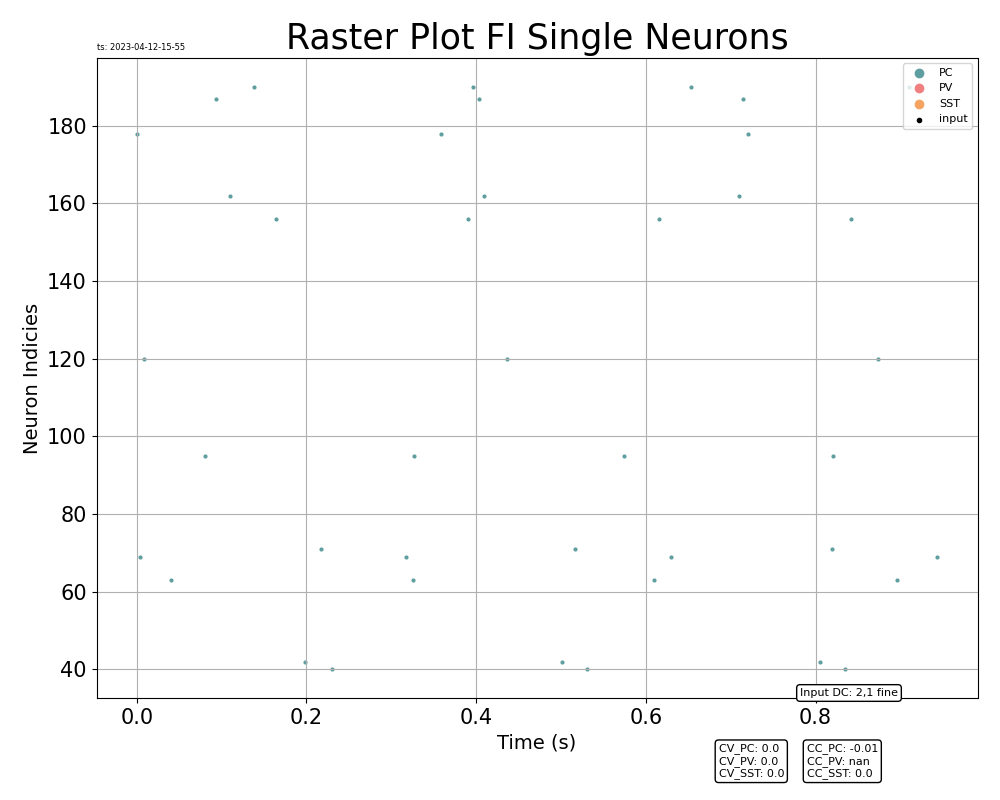 Raster Plot FI Single Neurons
ts: 2023-04-12-15-55
PC
PV
SST
input
180
160
140
120
100
80
60
40
Neuron Indicies
Input DC: 2,1 fine
0.0 0.2 0.4 0.6 0.8
Time (s)
CV_PC: 0.0
CV_PV: 0.0
CV_SST: 0.0
CC_PC: -0.01
CC_PV: nan
CC_SST: 0.0